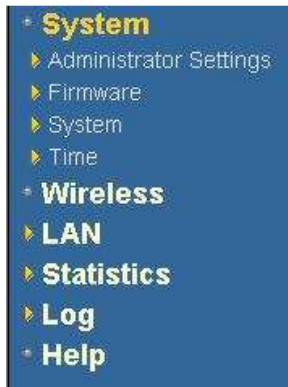 System
Administrator Settings
Firmware
System
Time
Wireless
LAN
Statistics
Log
Help